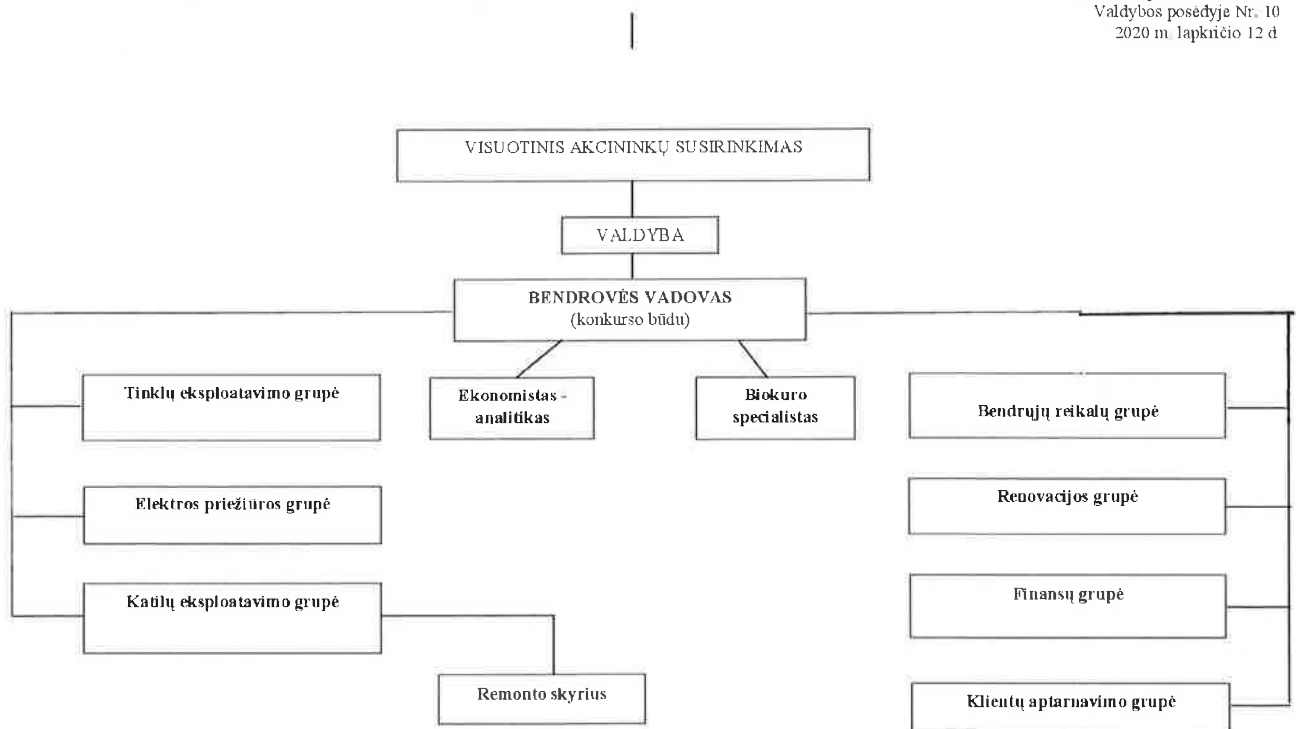 Valdybos posėdyje Nr. 10
2020 m. lapkričio 12 d
VISUOTINIS AKCININKŲ SUSIRINKIMAS
VALDYBA
BENDROVĖS VADOVAS
(konkurso būdu)
Tinklų eksploatavimo grupė
Ekonomistas -
analitikas
Biokuro
specialistas
Bendrųjų reikalų grupė
Elektros priežiūros grupė
Renovacijos grupė
Katilų eksploatavimo grupė
Finansų grupė
Remonto skyrius
Klientų aptarnavimo grupė